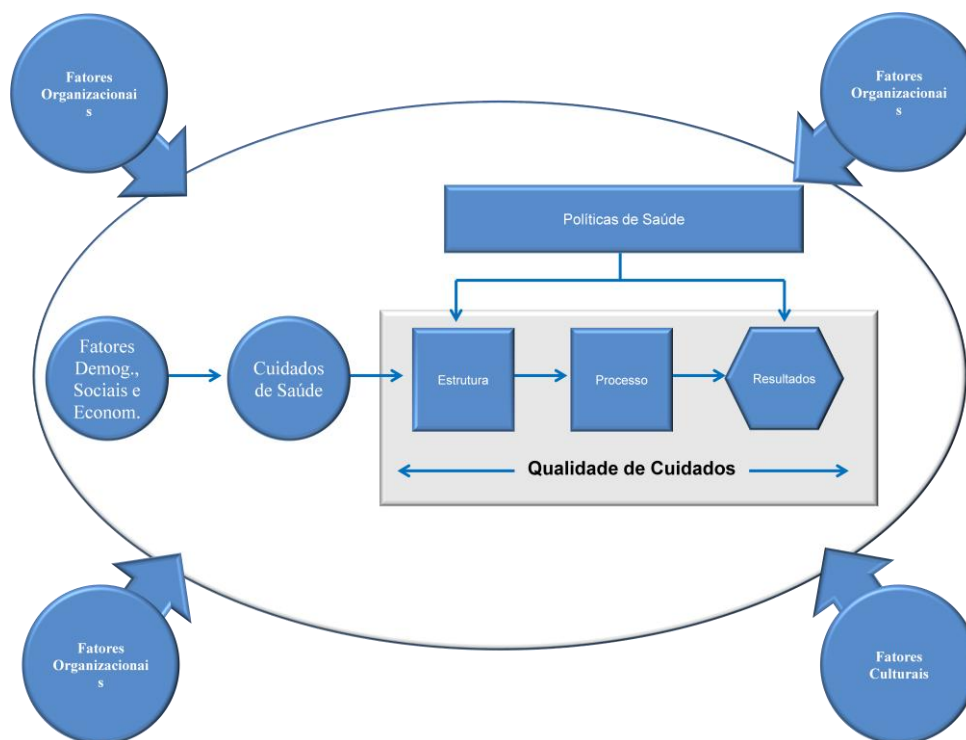 Fatores
Organizacionai
s
Fatores
Organizacionai
s
Políticas de Saúde
Fatores
Demog.,
Sociais e
Econom.
Cuidados
de Saúde
Estrutura
Processo
Resultados
Qualidade de Cuidados
Fatores
Organizacionai
s
Fatores
Culturais